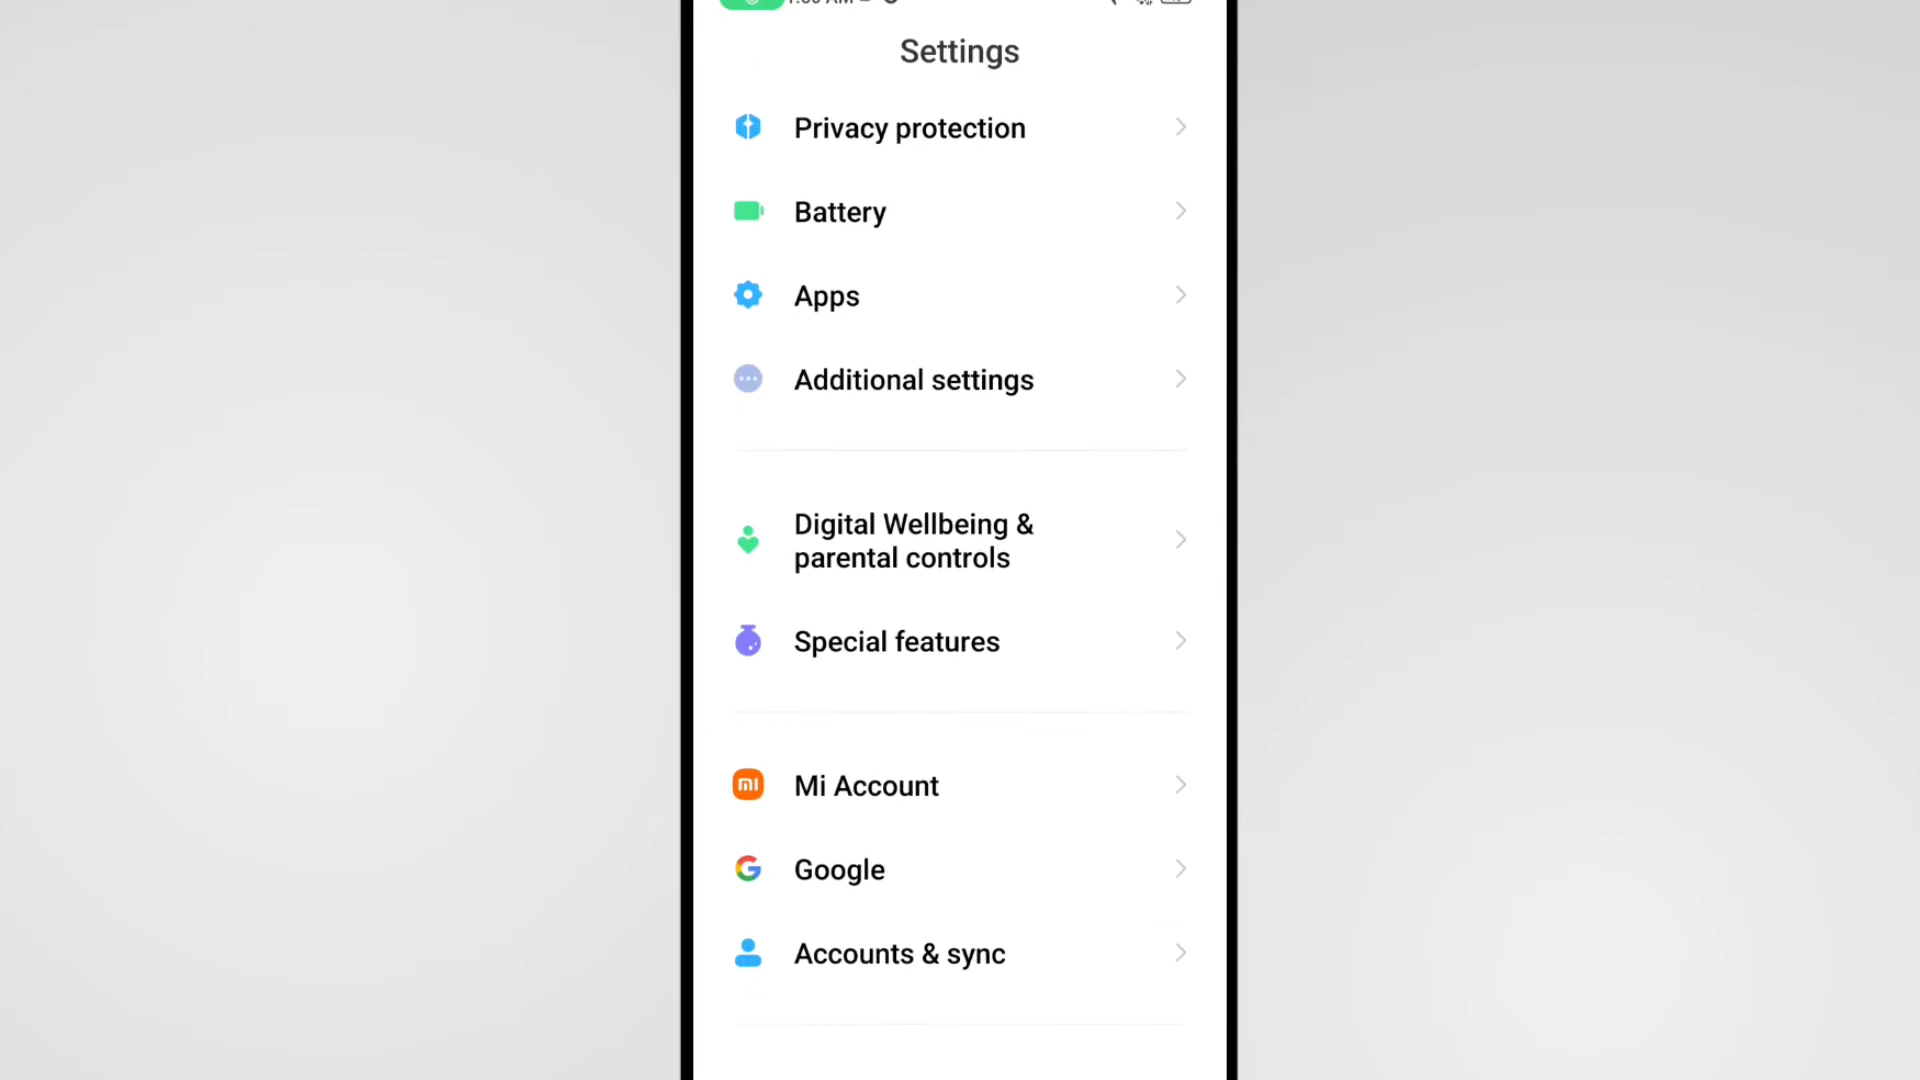 Settings
Privacy protection
Battery
Apps
Additional settings
Digital Wellbeing &
parental controls
Special features
Mi Account
Google
Accounts & sync